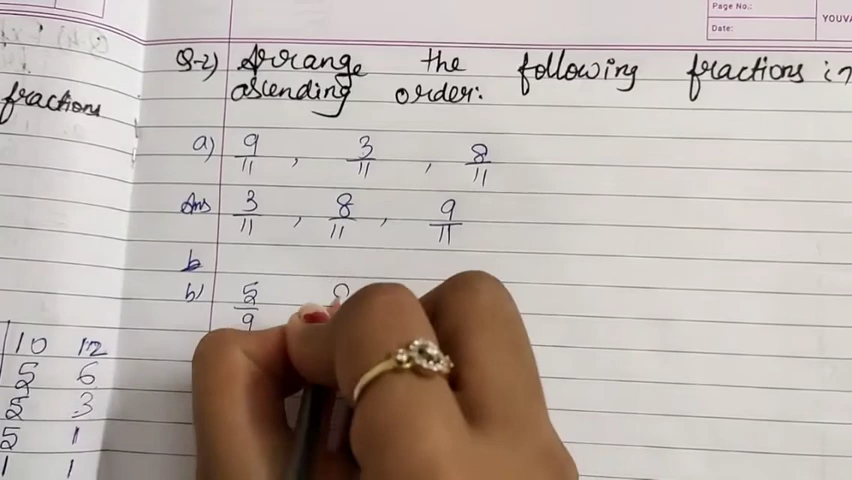 Page No.:
Date:
YOUVA
Q-2) Arrange the following fractions in
ascending order.
fractions
a) 9/11 , 3/11 , 8/11
Ans 3/11 , 8/11 , 9/11
b
b) 5/9
10 12
5 6
5 3
5 1
1 1